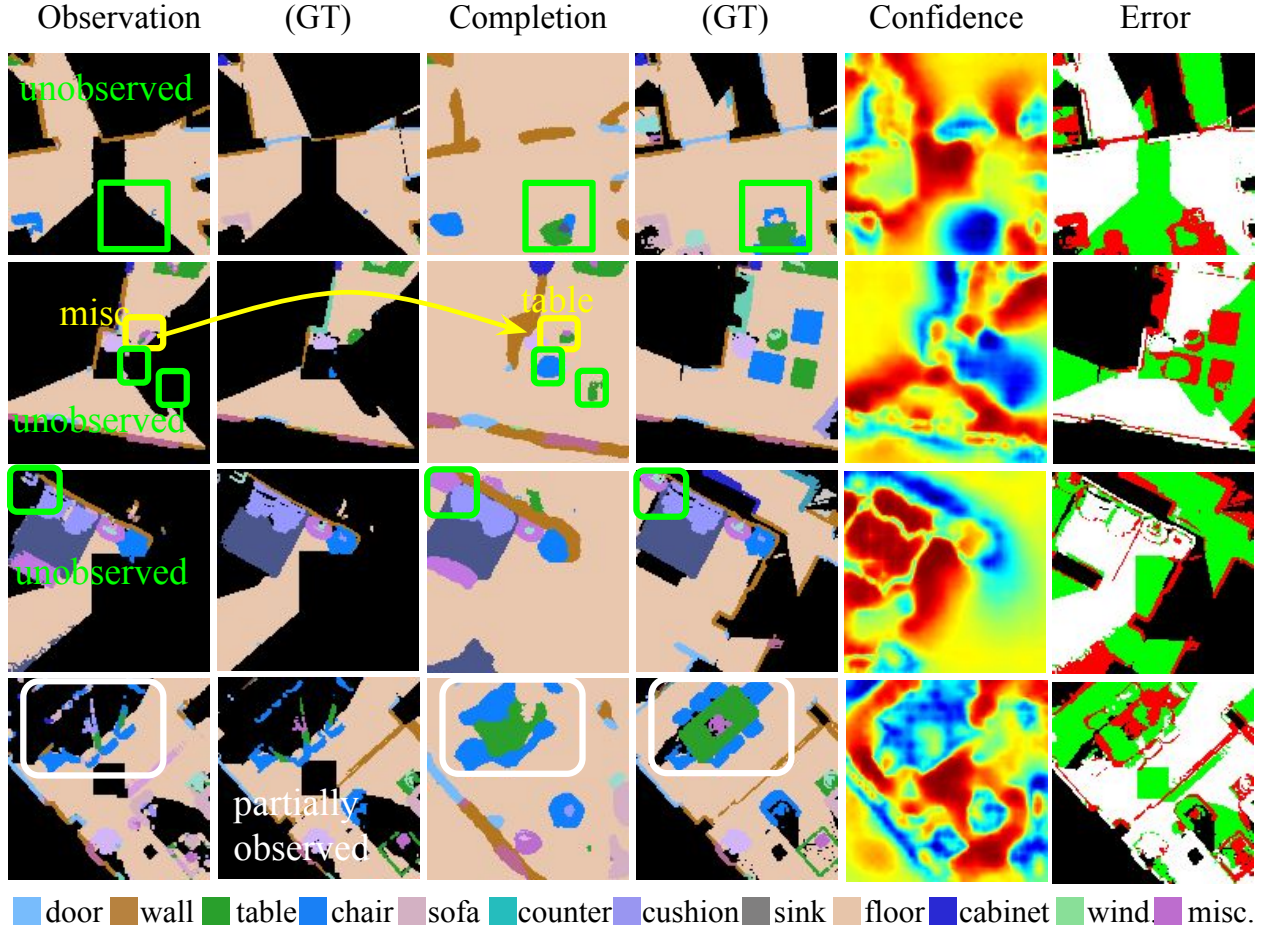 Observation (GT) Completion (GT) Confidence Error
unobserved
misc table
unobserved
unobserved
partially
observed
door wall table chair sofa counter cushion sink floor cabinet wind. misc.